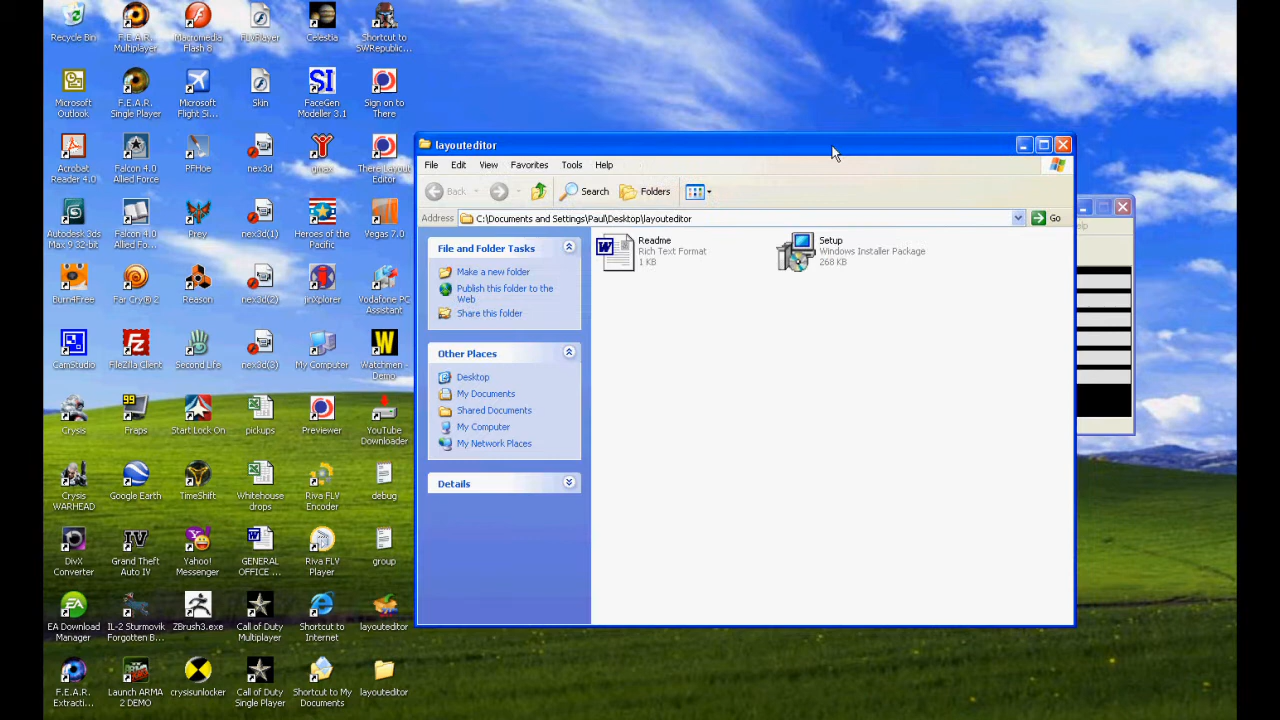 Recycle Bin
F.E.A.R.
Multiplayer
Macromedia
Flash 8
FLVPlayer
Celestia
Shortcut to
SWRepublic...
Microsoft
Outlook
F.E.A.R.
Single Player
Microsoft
Flight Si...
Skin
SI
FaceGen
Modeller 3.1
Sign on to
There
Acrobat
Reader 4.0
Falcon 4.0
Allied Force
PFHoe
nex3d
gmax
There Layout
Editor
Autodesk 3ds
Max 9 32-bit
Falcon 4.0
Allied Fo...
Prey
nex3d(1)
Heroes of the
Pacific
Vegas 7.0
Burn4Free
Far Cry® 2
Reason
nex3d(2)
jinXplorer
Vodafone PC
Assistant
CamStudio
FileZilla Client
Second Life
nex3d(3)
My Computer
W
Watchmen -
Demo
Crysis
99
Fraps
Start Lock On
pickups
Previewer
YouTube
Downloader
Crysis
WARHEAD
Google Earth
TimeShift
Whitehouse
drops
Riva FLV
Encoder
debug
DivX
Converter
IV
Grand Theft
Auto IV
Yahoo!
Messenger
GENERAL
OFFICE ...
Riva FLV
Player
group
EA
EA Download
Manager
IL-2 Sturmovik
Forgotten B...
ZBrush3.exe
Call of Duty
Multiplayer
Shortcut to
Internet
layouteditor
F.E.A.R.
Extracti...
Launch ARMA
2 DEMO
crysisunlocker
Call of Duty
Single Player
Shortcut to My
Documents
layouteditor
layouteditor
File Edit View Favorites Tools Help
Back Search Folders
Address C:\Documents and Settings\Paul\Desktop\layouteditor Go
File and Folder Tasks
Make a new folder
Publish this folder to the
Web
Share this folder
Other Places
Desktop
My Documents
Shared Documents
My Computer
My Network Places
Details
Readme
Rich Text Format
1 KB
Setup
Windows Installer Package
268 KB
elp